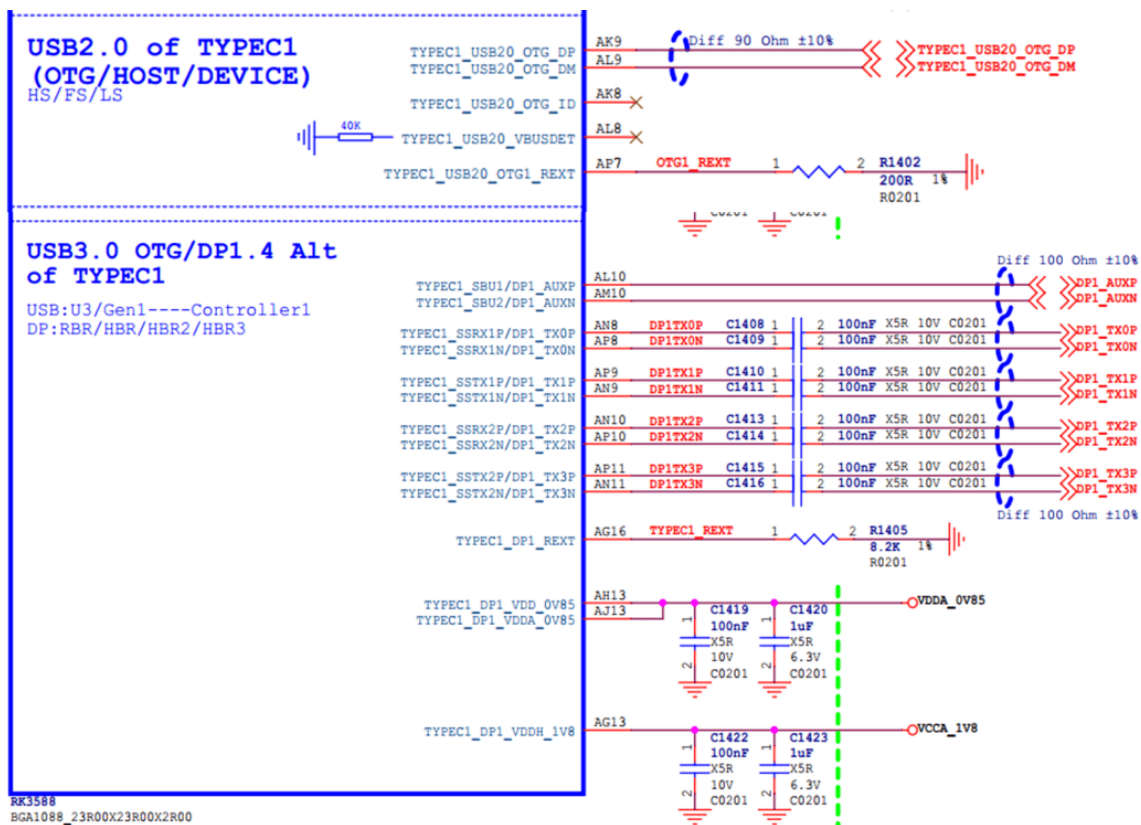 USB2.0 of TYPEC1
(OTG/HOST/DEVICE)
HS/FS/LS
TYPEC1_USB20_OTG_DP AK9 Diff 90 Ohm ±10% TYPEC1_USB20_OTG_DP
TYPEC1_USB20_OTG_DM AL9 TYPEC1_USB20_OTG_DM
TYPEC1_USB20_OTG_ID AK8
40K TYPEC1_USB20_VBUSDET AL8
TYPEC1_USB20_OTG1_REXT AP7 OTG1_REXT 1 2 R1402
200R 1%
R0201
USB3.0 OTG/DP1.4 Alt
of TYPEC1
USB:U3/Gen1----Controller1
DP:RBR/HBR/HBR2/HBR3
Diff 100 Ohm ±10%
TYPEC1_SBU1/DP1_AUXP AL10 DP1_AUXP
TYPEC1_SBU2/DP1_AUXN AM10 DP1_AUXN
TYPEC1_SSRX1P/DP1_TX0P AN8 DP1TX0P C1408 1 2 100nF X5R 10V C0201 DP1_TX0P
TYPEC1_SSRX1N/DP1_TX0N AP8 DP1TX0N C1409 1 2 100nF X5R 10V C0201 DP1_TX0N
TYPEC1_SSTX1P/DP1_TX1P AP9 DP1TX1P C1410 1 2 100nF X5R 10V C0201 DP1_TX1P
TYPEC1_SSTX1N/DP1_TX1N AN9 DP1TX1N C1411 1 2 100nF X5R 10V C0201 DP1_TX1N
TYPEC1_SSRX2P/DP1_TX2P AN10 DP1TX2P C1413 1 2 100nF X5R 10V C0201 DP1_TX2P
TYPEC1_SSRX2N/DP1_TX2N AP10 DP1TX2N C1414 1 2 100nF X5R 10V C0201 DP1_TX2N
TYPEC1_SSTX2P/DP1_TX3P AP11 DP1TX3P C1415 1 2 100nF X5R 10V C0201 DP1_TX3P
TYPEC1_SSTX2N/DP1_TX3N AN11 DP1TX3N C1416 1 2 100nF X5R 10V C0201 DP1_TX3N
Diff 100 Ohm ±10%
TYPEC1_DP1_REXT AG16 TYPEC1_REXT 1 2 R1405
8.2K 1%
R0201
TYPEC1_DP1_VDD_0V85 AH13 VDDA_0V85
TYPEC1_DP1_VDDA_0V85 AJ13
C1419 C1420
1 100nF 1 1uF
X5R X5R
2 10V 2 6.3V
C0201 C0201
TYPEC1_DP1_VDDH_1V8 AG13 VCCA_1V8
C1422 C1423
1 100nF 1 1uF
X5R X5R
2 10V 2 6.3V
C0201 C0201
RK3588
BGA1088_23R00X23R00X2R00